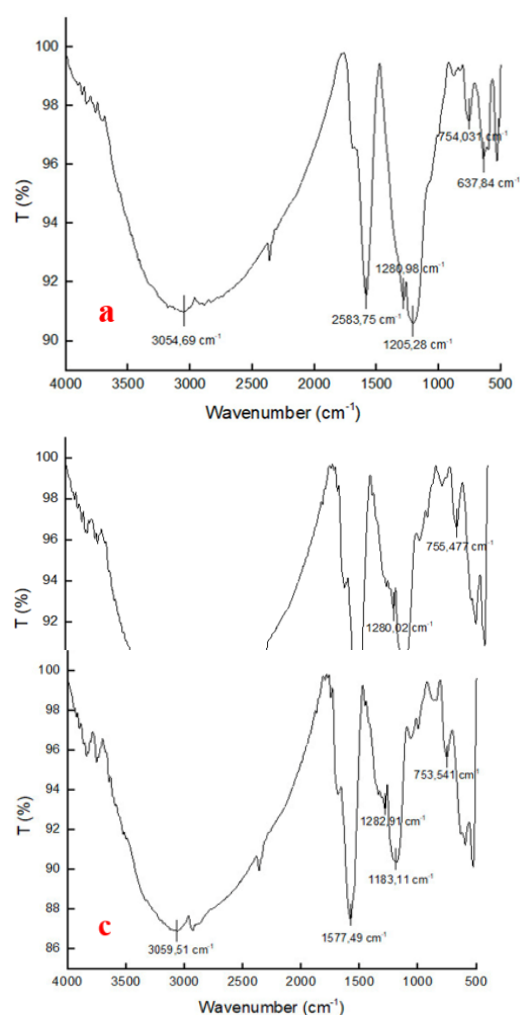 100
98
96
94
92
90
T (%)
754,031 cm⁻¹
637,84 cm⁻¹
1280,98 cm⁻¹
a
2583,75 cm⁻¹
3054,69 cm⁻¹
1205,28 cm⁻¹
4000 3500 3000 2500 2000 1500 1000 500
Wavenumber (cm⁻¹)
100
98
96
94
92
T (%)
755,477 cm⁻¹
1280,02 cm⁻¹
100
98
96
94
92
90
88
86
T (%)
753,541 cm⁻¹
1282,91 cm⁻¹
1183,11 cm⁻¹
c
3059,51 cm⁻¹
1577,49 cm⁻¹
4000 3500 3000 2500 2000 1500 1000 500
Wavenumber (cm⁻¹)